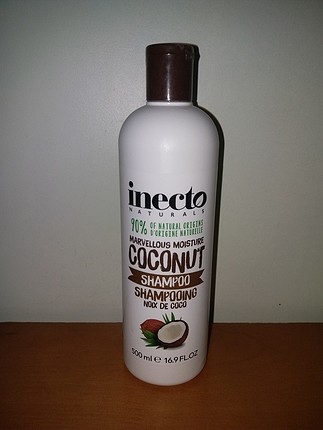 inecto
NATURALS
90% OF NATURAL ORIGIN
D'ORIGINE NATURELLE
MARVELLOUS MOISTURE
COCONUT
SHAMPOO
SHAMPOOING
NOIX DE COCO
500 ml ℮ 16.9 FL.OZ